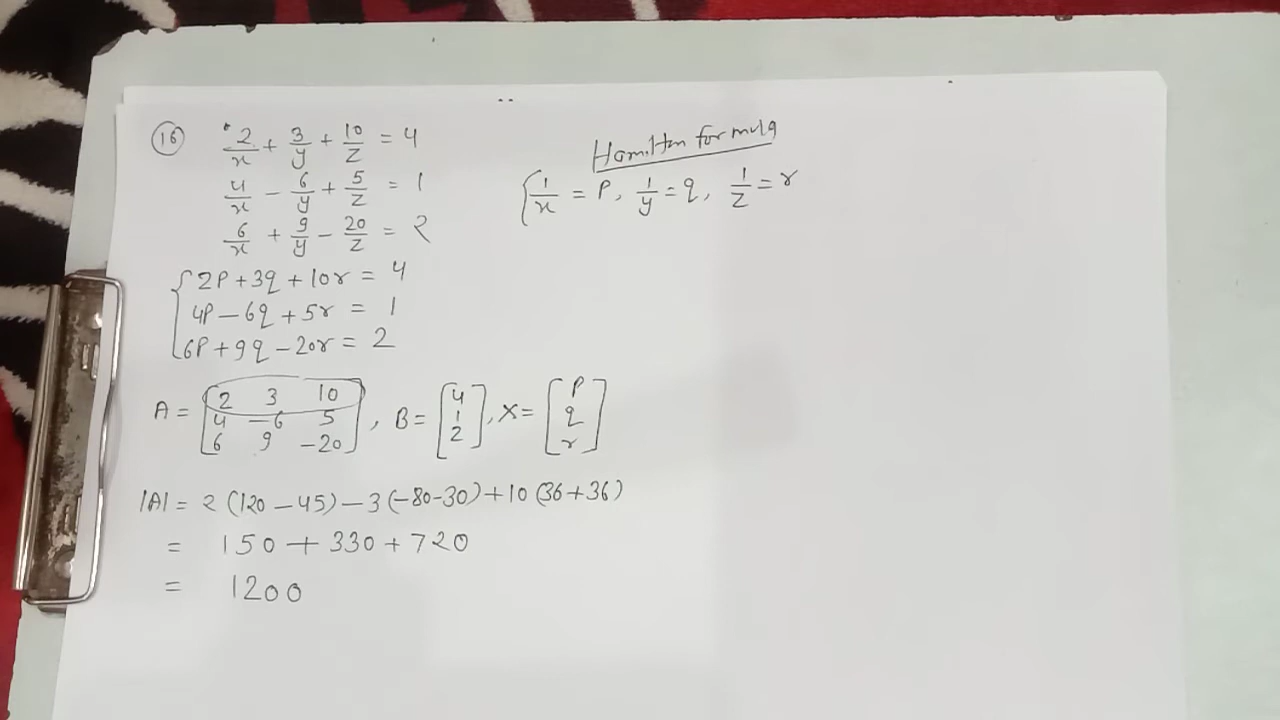 16 2/x + 3/y + 10/z = 4
4/x - 6/y + 5/z = 1
6/x + 9/y - 20/z = 2
Hamilton formula
{1/x = p, 1/y = q, 1/z = r
{2p + 3q + 10r = 4
4p - 6q + 5r = 1
6p + 9q - 20r = 2
A = [2 3 10
4 -6 5
6 9 -20], B = [4
1
2], X = [p
q
r]
|A| = 2(120 - 45) - 3(-80-30) + 10(36+36)
= 150 + 330 + 720
= 1200